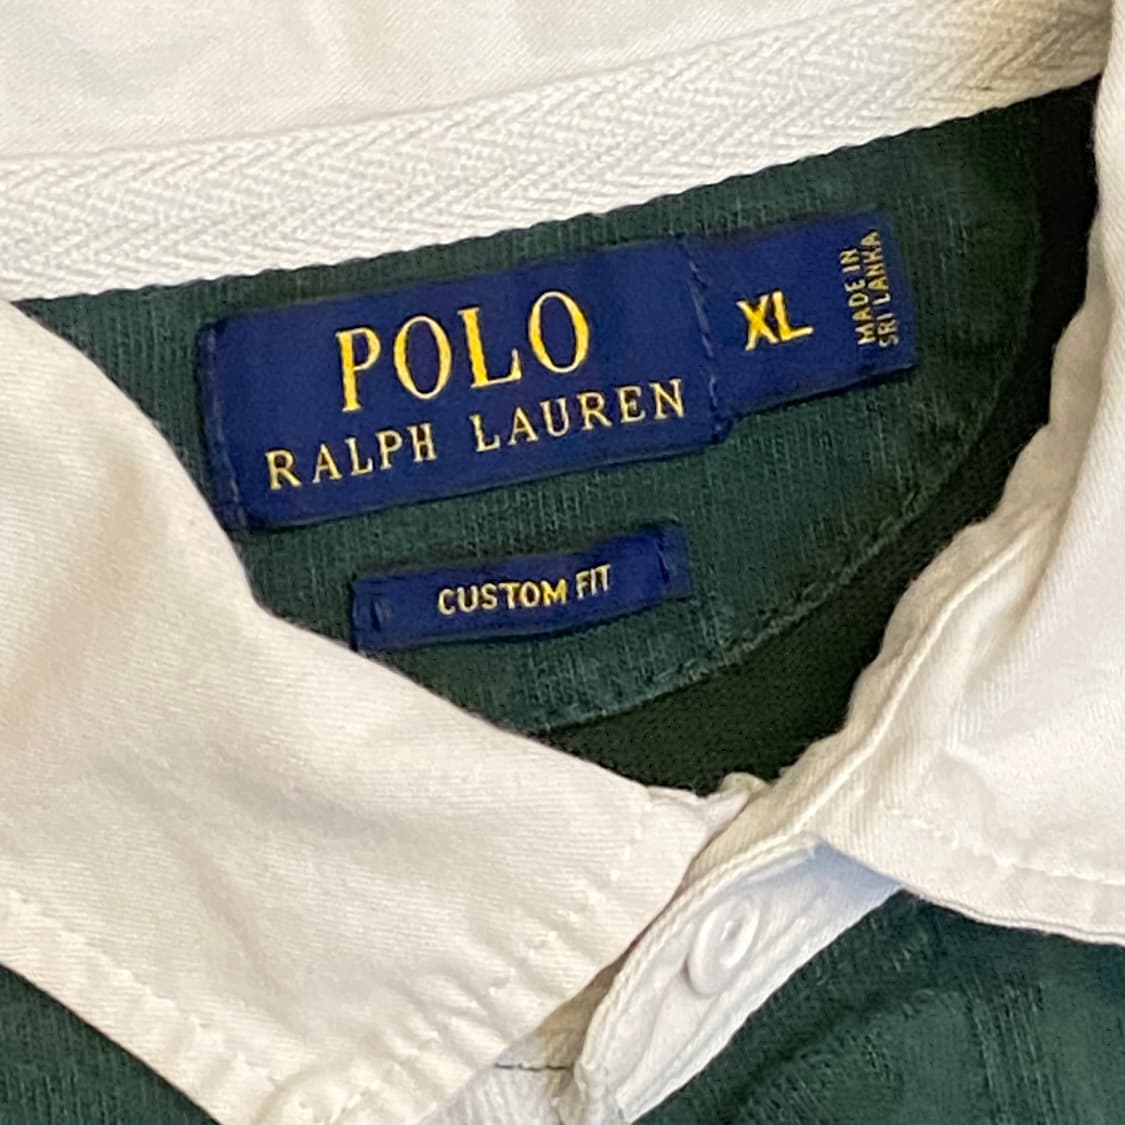 POLO
RALPH LAUREN
XL
MADE IN
SRI LANKA
CUSTOM FIT